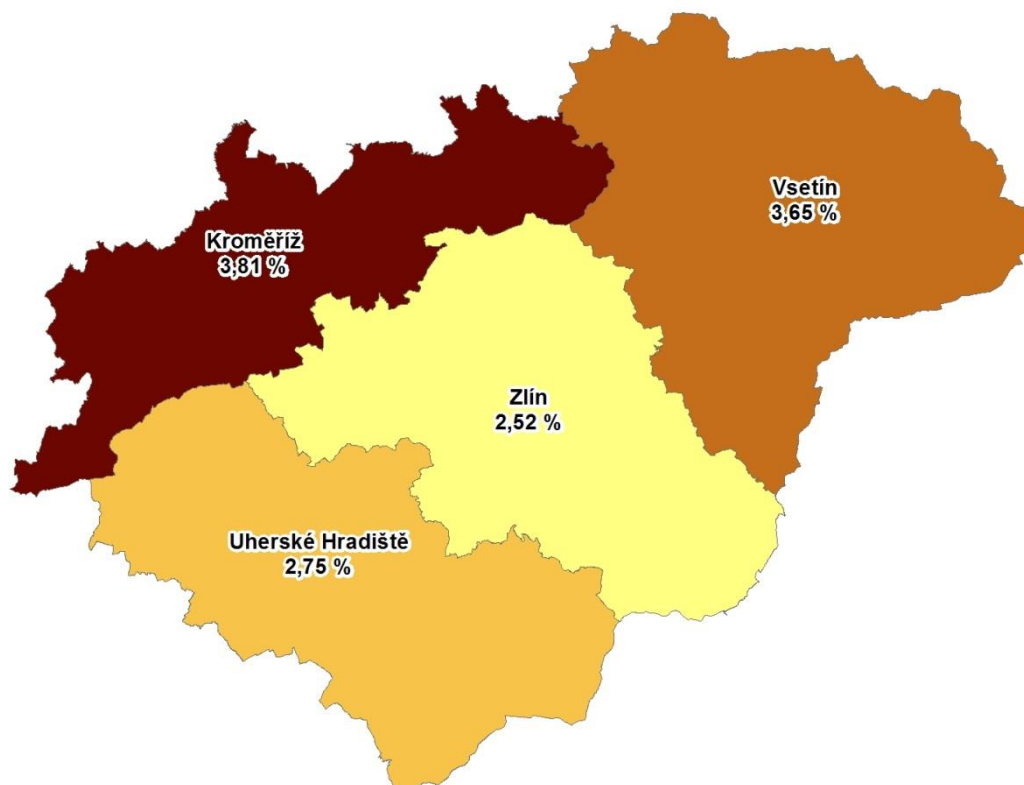 Vsetín
3,65 %
Kroměříž
3,81 %
Zlín
2,52 %
Uherské Hradiště
2,75 %